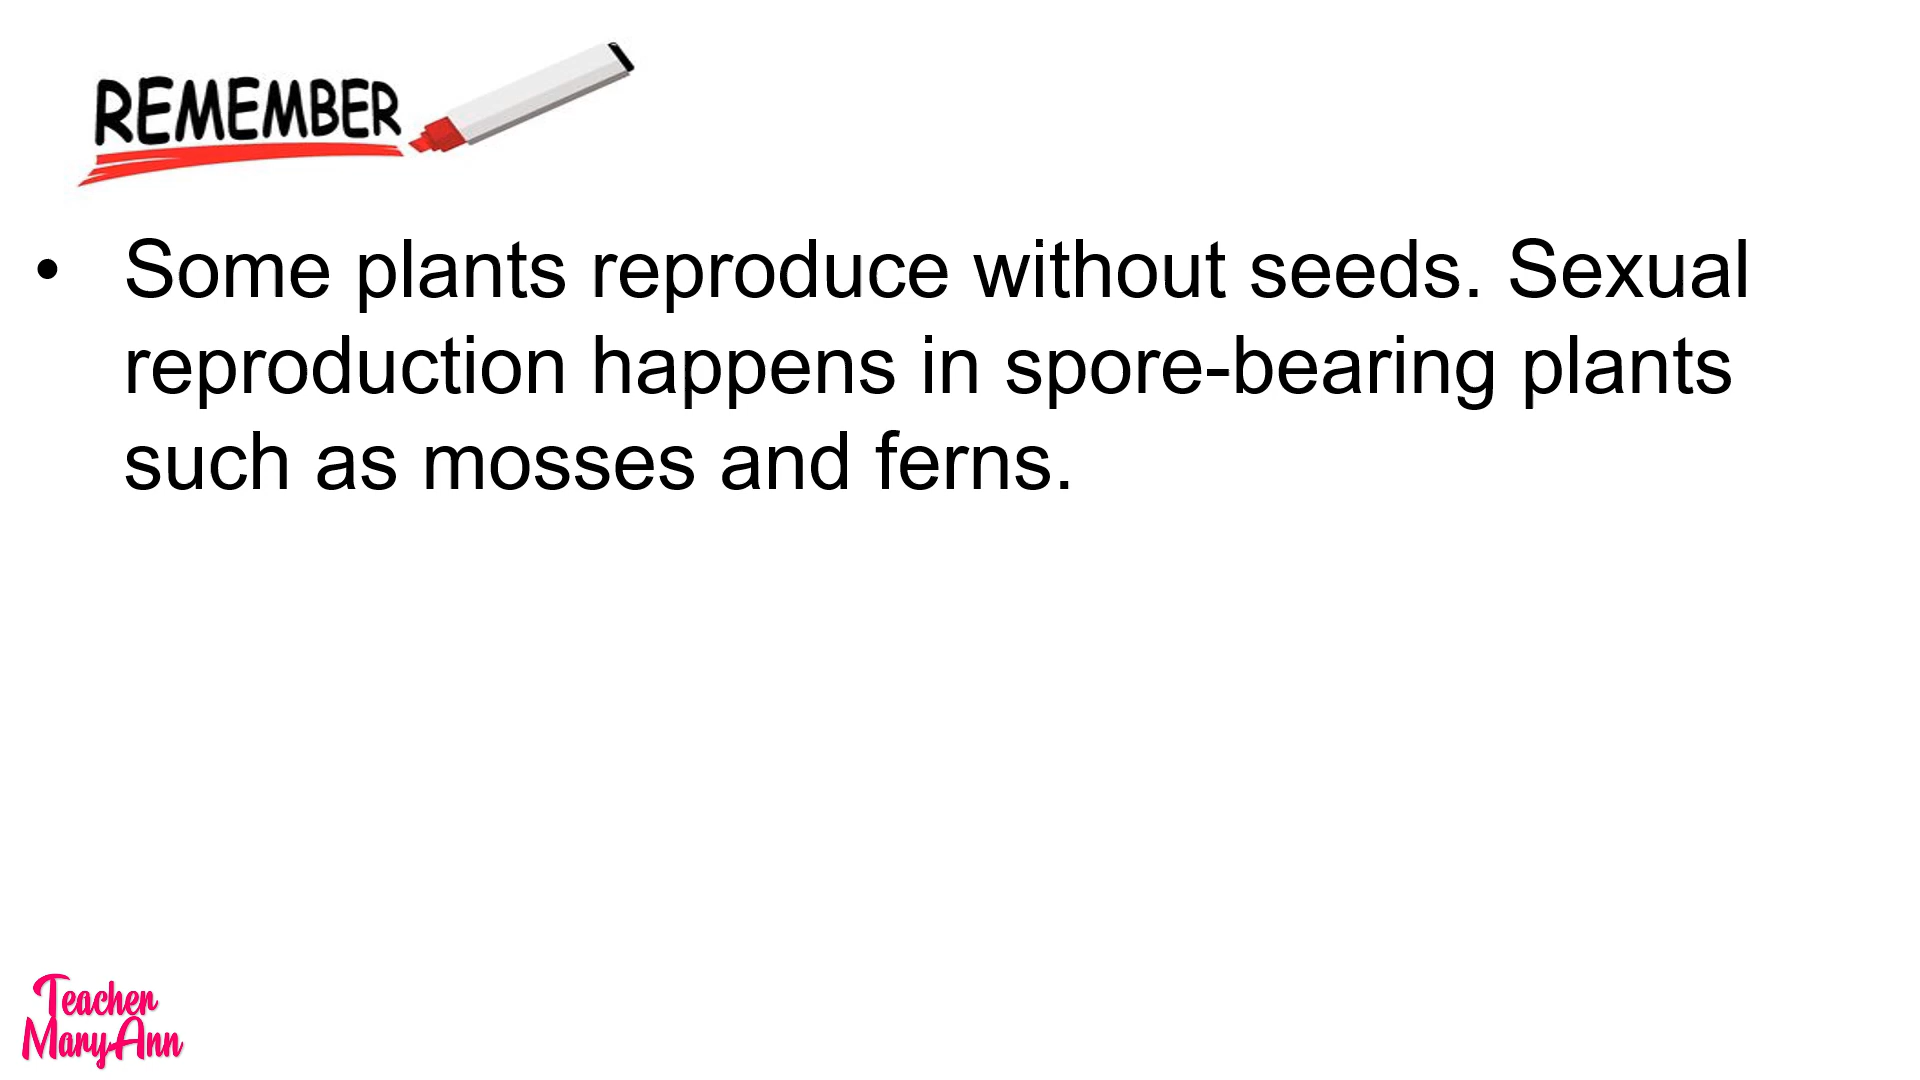 REMEMBER
• Some plants reproduce without seeds. Sexual
reproduction happens in spore-bearing plants
such as mosses and ferns.
Teacher
MaryAnn